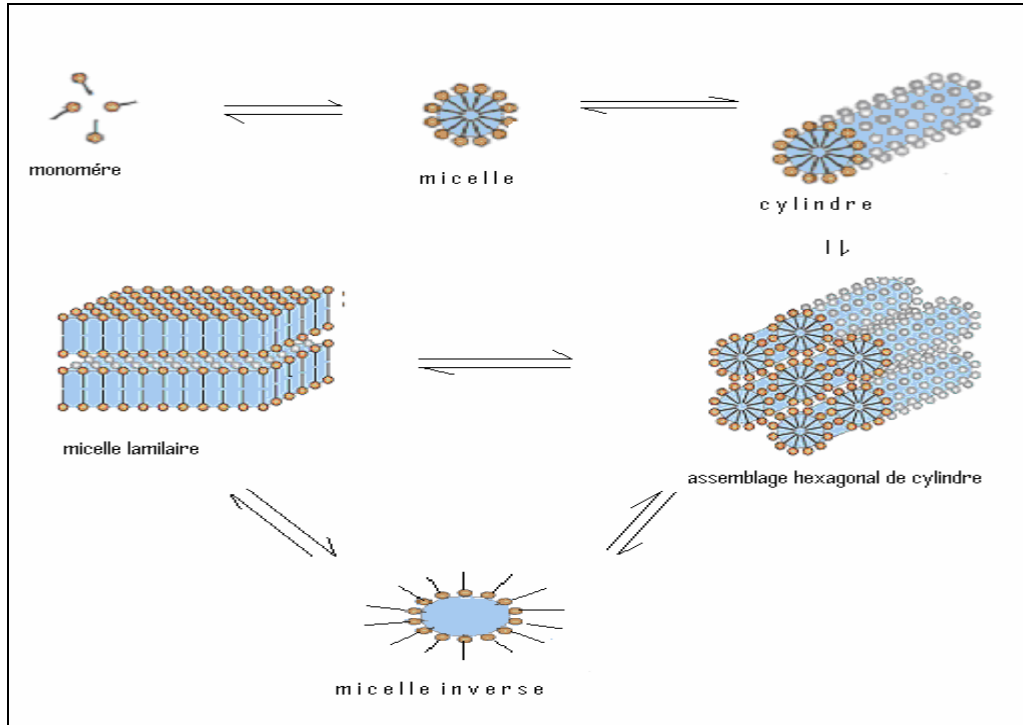 monomére
micelle
cylindre
micelle lamilaire
assemblage hexagonal de cylindre
micelle inverse